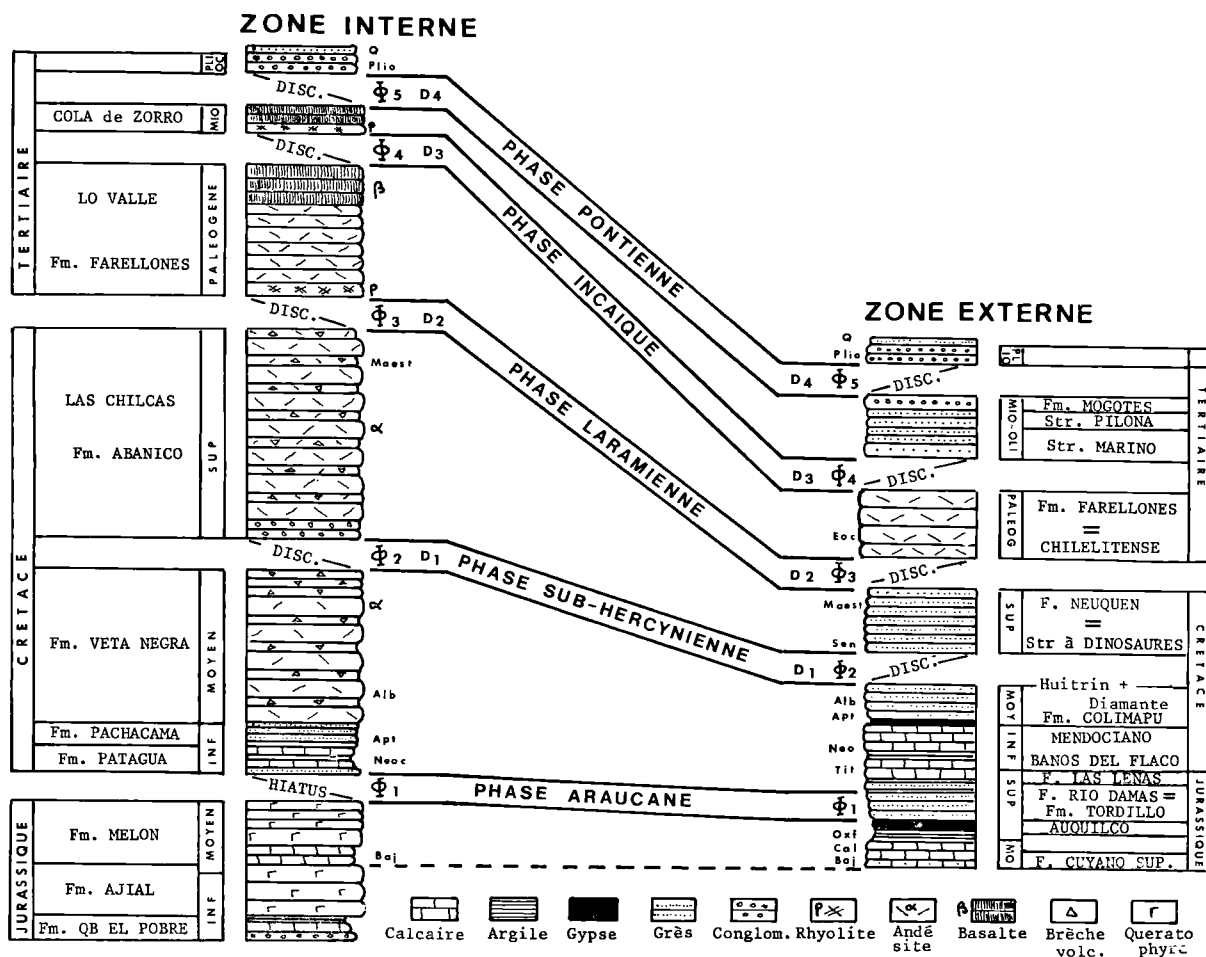 ZONE INTERNE
TERTIAIRE
PLIOC
Q
Plio
DISC.
Φ5 D4
COLA de ZORRO
MIO
ρ
DISC.
Φ4 D3
LO VALLE
Fm. FARELLONES
PALEOGENE
β
ρ
DISC.
Φ3 D2
CRETACE
LAS CHILCAS
Fm. ABANICO
SUP
Maest
α
DISC.
Φ2 D1
Fm. VETA NEGRA
MOYEN
α
Alb
Fm. PACHACAMA
INF
Apt
Fm. PATAGUA
Neoc
HIATUS
Φ1
JURASSIQUE
Fm. MELON
MOYEN
Baj
Fm. AJIAL
INF
Fm. QB EL POBRE
PHASE PONTIENNE
PHASE INCAIQUE
PHASE LARAMIENNE
PHASE SUB-HERCYNIENNE
PHASE ARAUCANE
ZONE EXTERNE
Q
Plio
PLIO
TERTIAIRE
D4 Φ5
DISC.
MIO-OLI
Fm. MOGOTES
Str. PILONA
Str. MARINO
D3 Φ4
DISC.
PALEOG
Fm. FARELLONES
=
CHILELITENSE
Eoc
D2 Φ3
DISC.
CRETACE
Maest
SUP
F. NEUQUEN
=
Str à DINOSAURES
Sen
D1 Φ2
DISC.
Huitrin +
Diamante
Alb
MOY
Apt
Fm. COLIMAPU
INF
MENDOCIANO
Neo
BANOS DEL FLACO
Tit
JURASSIQUE
SUP
F. LAS LEÑAS
F. RIO DAMAS =
Fm. TORDILLO
Φ1
AUQUILCO
Oxf
Cal
MO
Baj
F. CUYANO SUP.
Calcaire
Argile
Gypse
Grès
Conglom.
ρ
Rhyolite
α
Andé
site
β
Basalte
Brèche
volc.
Querato
phyre